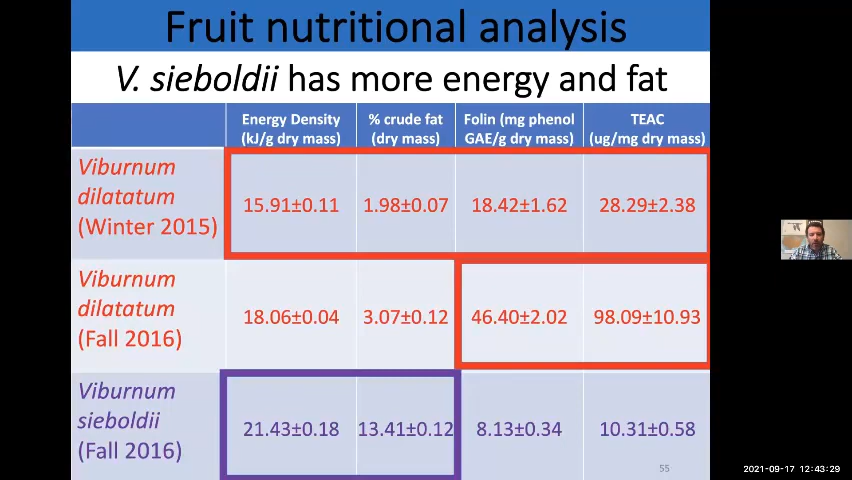 Fruit nutritional analysis
V. sieboldii has more energy and fat
Energy Density (kJ/g dry mass)
% crude fat (dry mass)
Folin (mg phenol GAE/g dry mass)
TEAC (ug/mg dry mass)
Viburnum dilatatum (Winter 2015)
15.91±0.11
1.98±0.07
18.42±1.62
28.29±2.38
Viburnum dilatatum (Fall 2016)
18.06±0.04
3.07±0.12
46.40±2.02
98.09±10.93
Viburnum sieboldii (Fall 2016)
21.43±0.18
13.41±0.12
8.13±0.34
10.31±0.58
55
2021-09-17 12:43:29